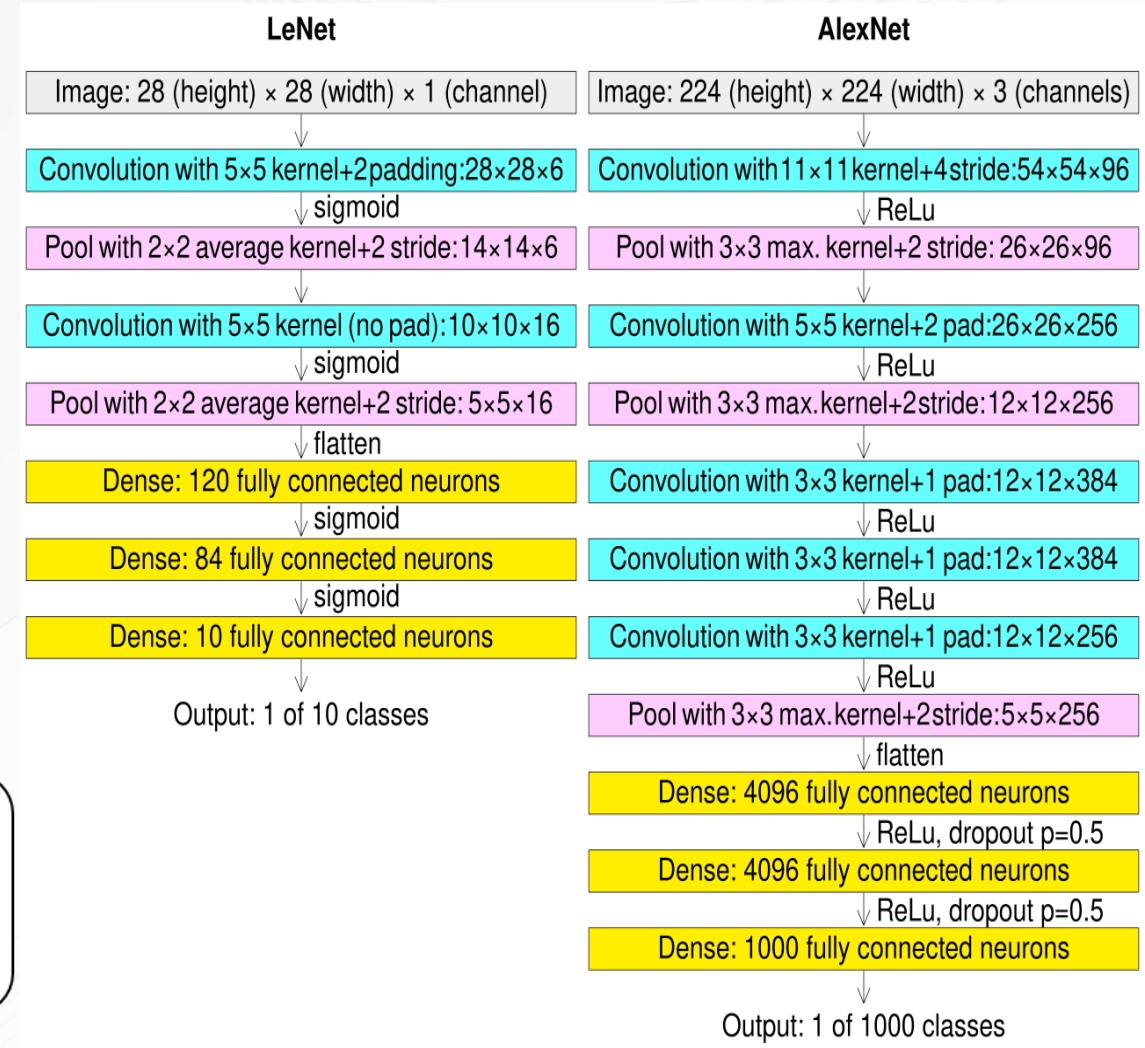 LeNet
Image: 28 (height) × 28 (width) × 1 (channel)
Convolution with 5×5 kernel+2padding:28×28×6
sigmoid
Pool with 2×2 average kernel+2 stride:14×14×6
Convolution with 5×5 kernel (no pad):10×10×16
sigmoid
Pool with 2×2 average kernel+2 stride: 5×5×16
flatten
Dense: 120 fully connected neurons
sigmoid
Dense: 84 fully connected neurons
sigmoid
Dense: 10 fully connected neurons
Output: 1 of 10 classes
AlexNet
Image: 224 (height) × 224 (width) × 3 (channels)
Convolution with 11×11 kernel+4 stride:54×54×96
ReLu
Pool with 3×3 max. kernel+2 stride: 26×26×96
Convolution with 5×5 kernel+2 pad:26×26×256
ReLu
Pool with 3×3 max.kernel+2stride:12×12×256
Convolution with 3×3 kernel+1 pad:12×12×384
ReLu
Convolution with 3×3 kernel+1 pad:12×12×384
ReLu
Convolution with 3×3 kernel+1 pad:12×12×256
ReLu
Pool with 3×3 max.kernel+2stride:5×5×256
flatten
Dense: 4096 fully connected neurons
ReLu, dropout p=0.5
Dense: 4096 fully connected neurons
ReLu, dropout p=0.5
Dense: 1000 fully connected neurons
Output: 1 of 1000 classes